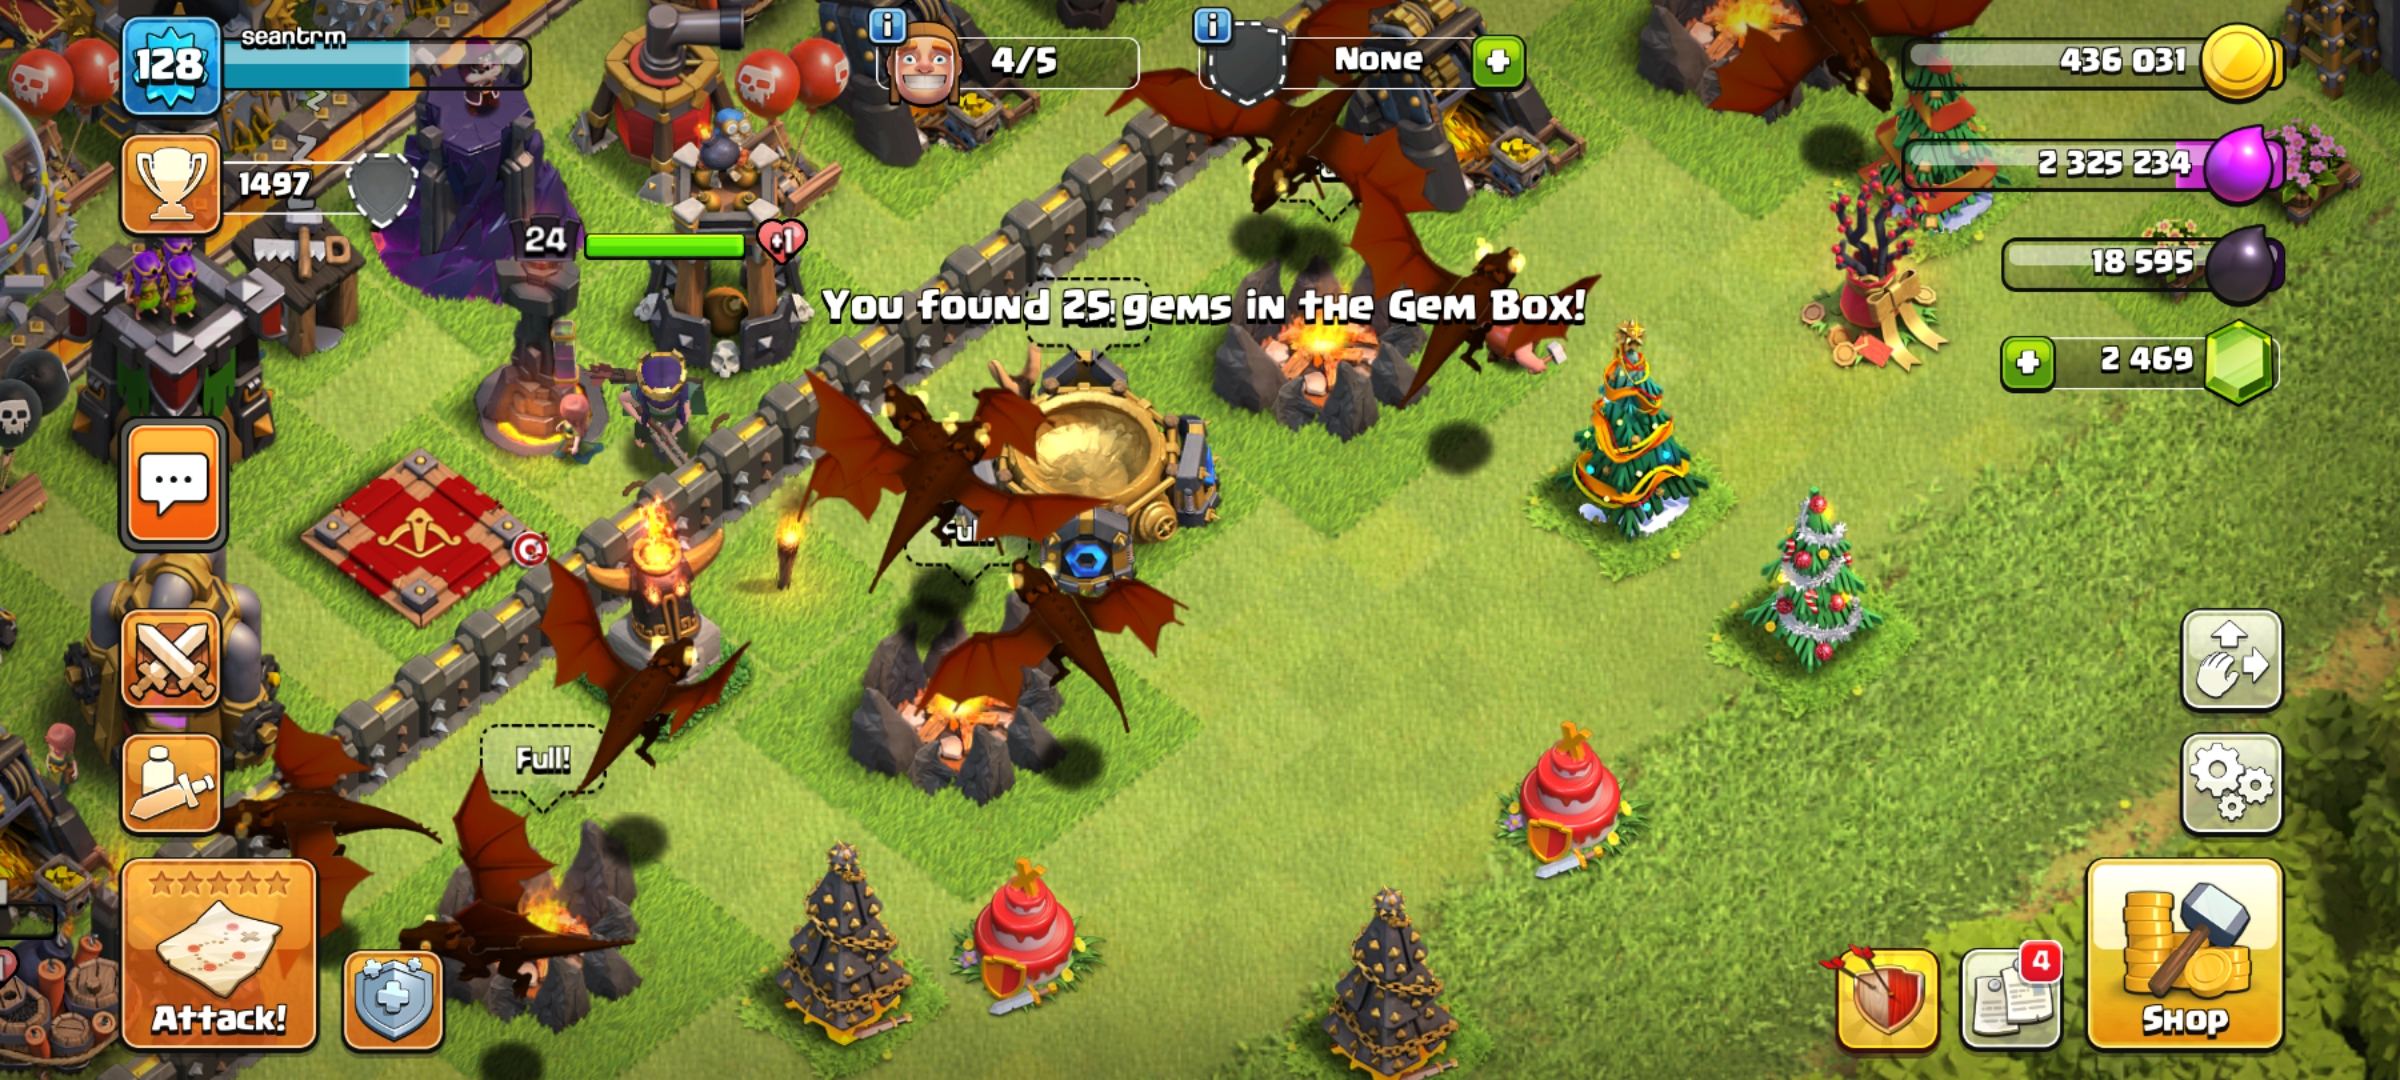 seantrm
128
4/5
None
436 031
1497
2 325 234
24
+1
18 595
You found 25 gems in the Gem Box!
2 469
Full!
Attack!
4
Shop